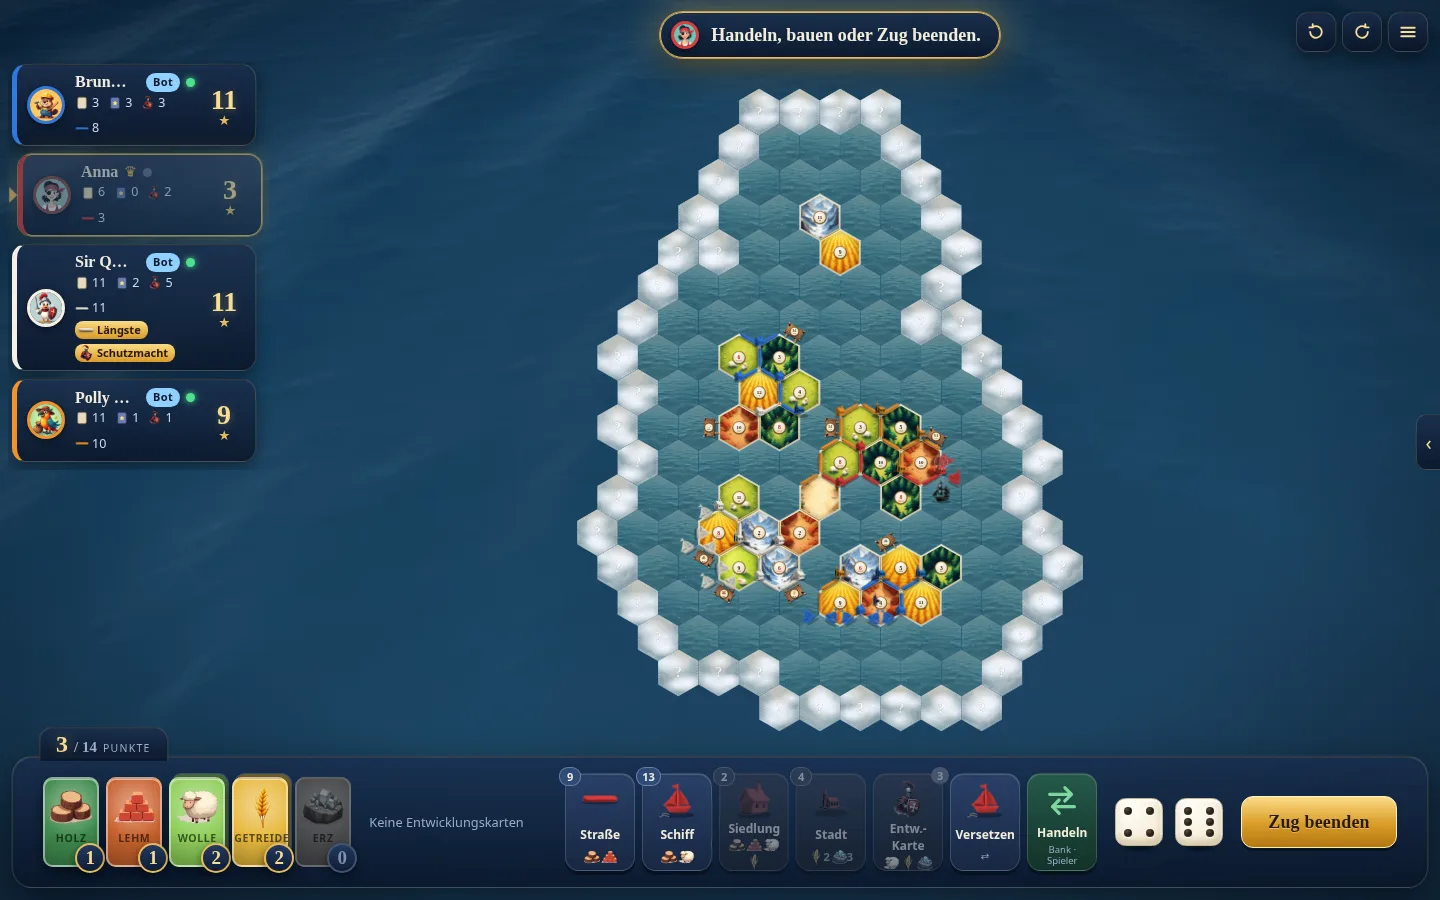 Handeln, bauen oder Zug beenden.
Brun… Bot
3 3 3
8
11
Anna
6 0 2
3
3
Sir Q… Bot
11 2 5
11
11
Längste
Schutzmacht
Polly … Bot
11 1 1
10
9
3 / 14 PUNKTE
HOLZ 1
LEHM 1
WOLLE 2
GETREIDE 2
ERZ 0
Keine Entwicklungskarten
9
Straße
13
Schiff
2
Siedlung
4
Stadt
2 3
3
Entw.-
Karte
Versetzen
Handeln
Bank ·
Spieler
Zug beenden